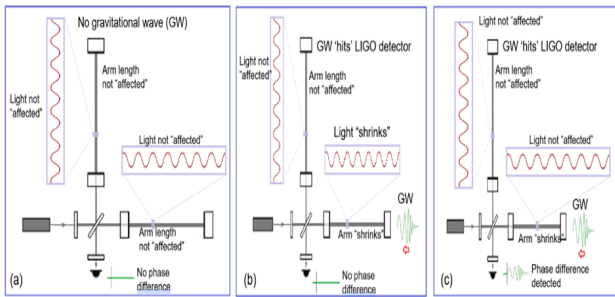 No gravitational wave (GW)
Arm length
not "affected"
Light not
"affected"
Light not "affected"
Arm length
not "affected"
(a)
No phase
difference
GW 'hits' LIGO detector
Arm length
not "affected"
Light not
"affected"
Light "shrinks"
GW
Arm "shrinks"
(b)
No phase
difference
Light not "affected"
GW 'hits' LIGO detector
Arm length
not "affected"
Light not "affected"
GW
Arm "shrinks"
(c)
Phase difference
detected